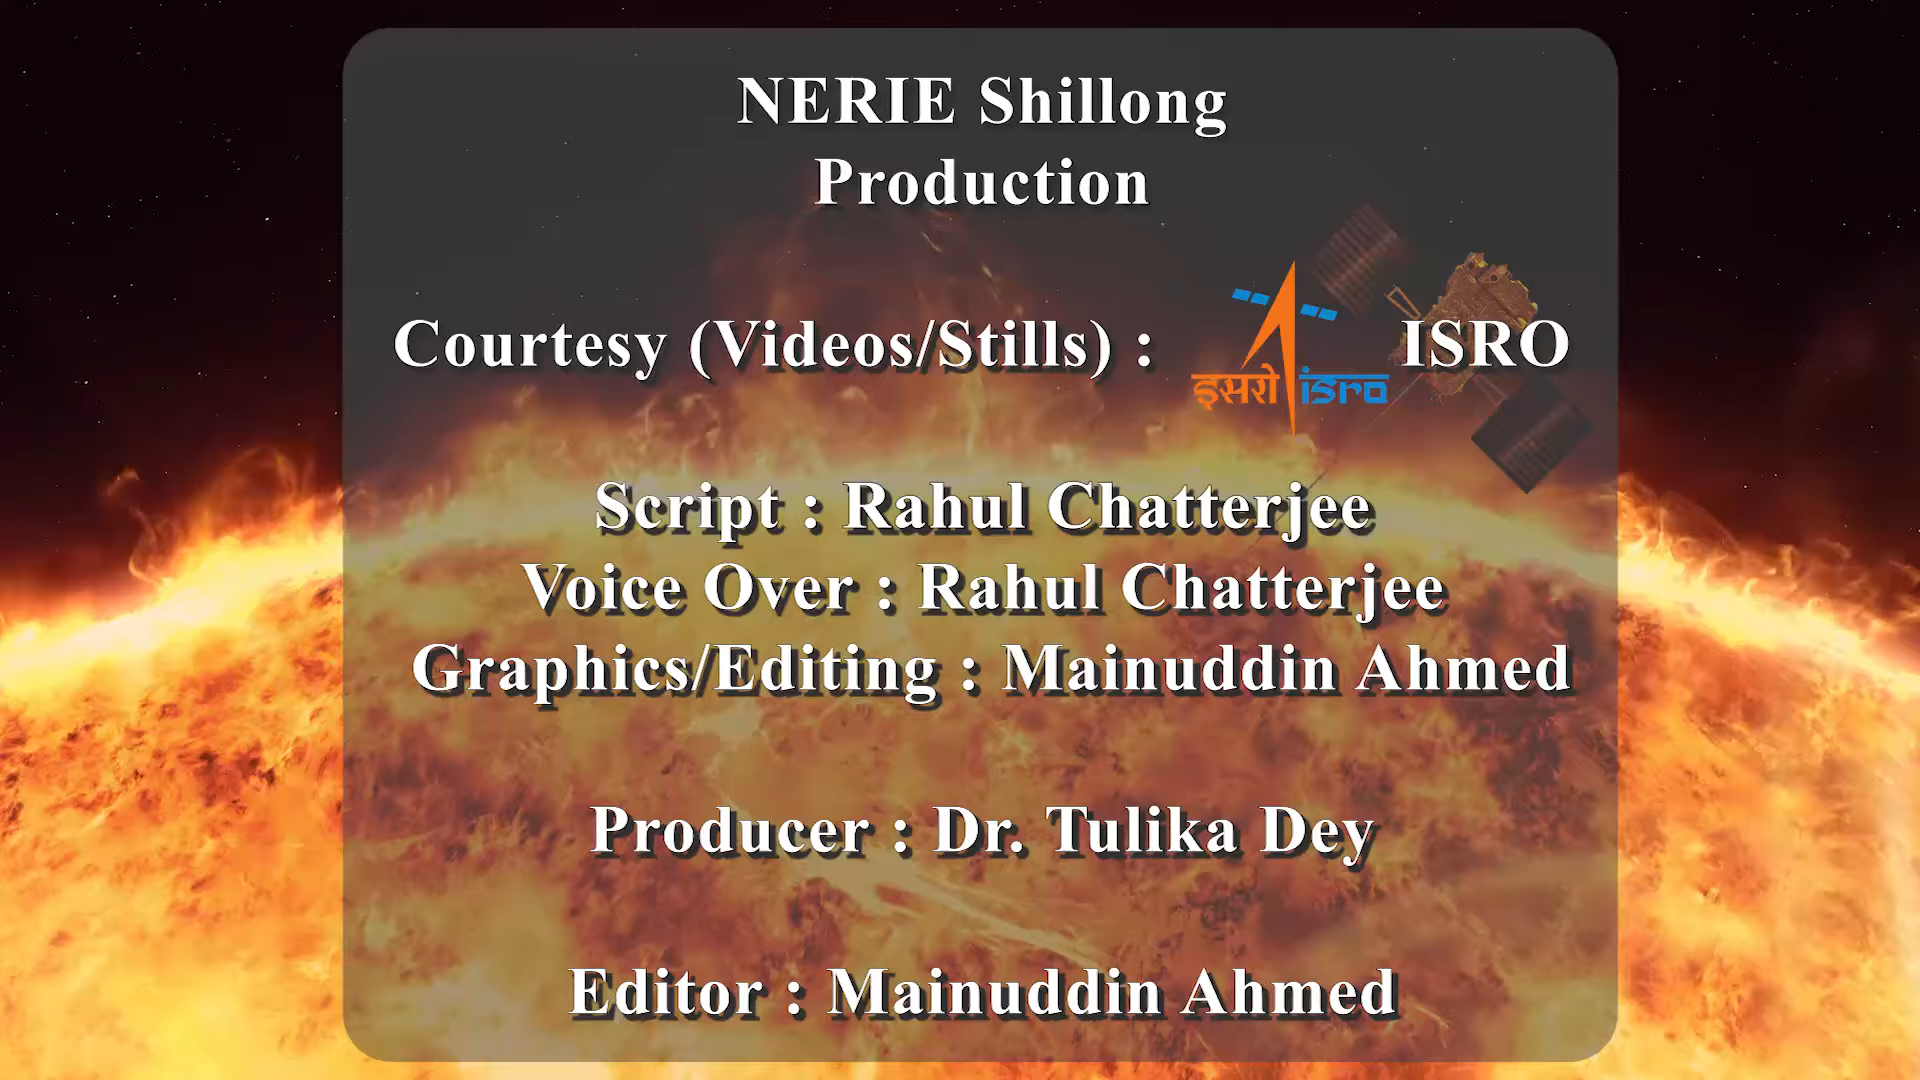 NERIE Shillong
Production
Courtesy (Videos/Stills) : इसरो isro ISRO
Script : Rahul Chatterjee
Voice Over : Rahul Chatterjee
Graphics/Editing : Mainuddin Ahmed
Producer : Dr. Tulika Dey
Editor : Mainuddin Ahmed